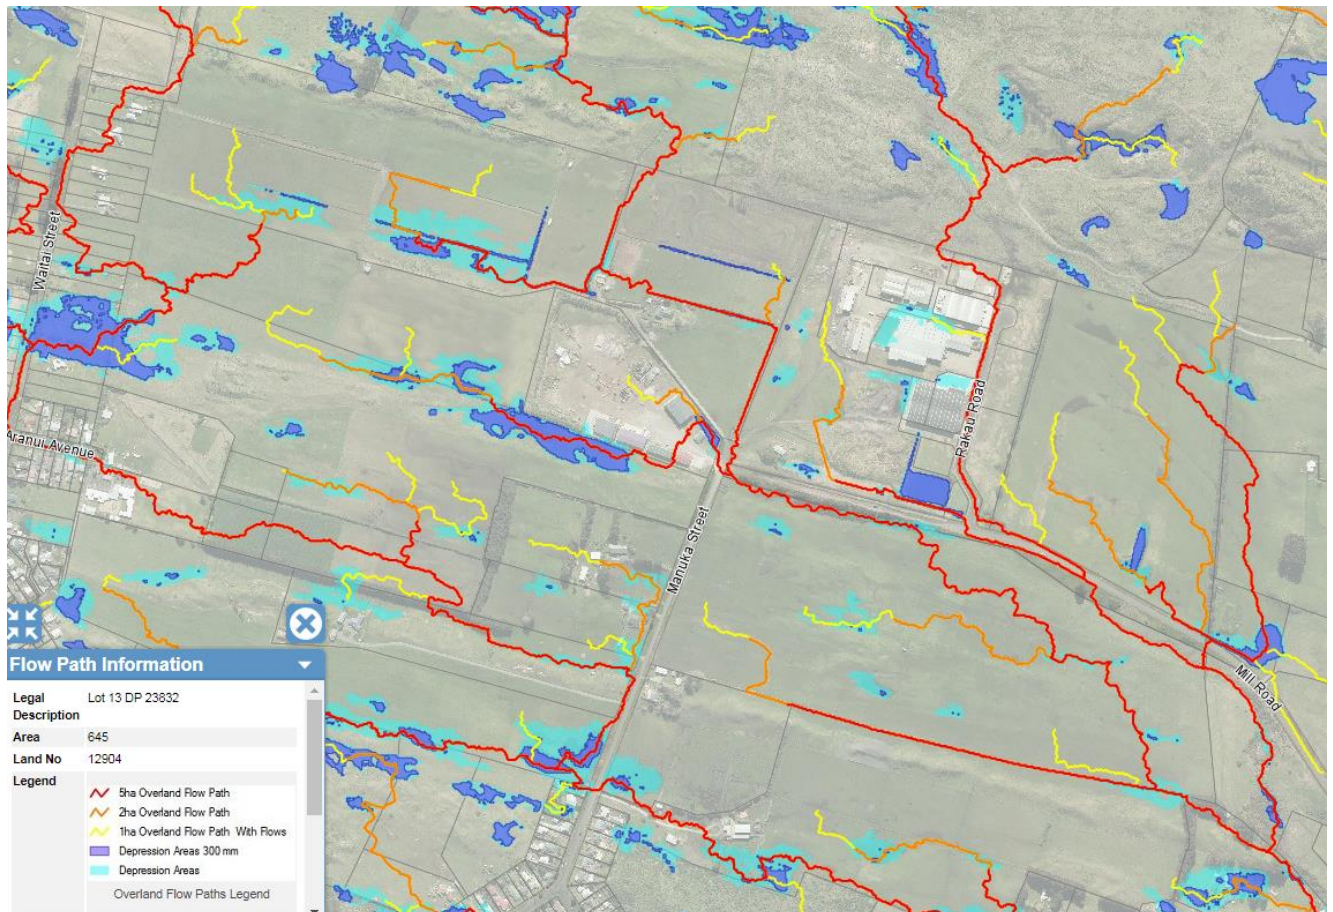 Waitai Street
Aranui Avenue
Manuka Street
Rakau Road
Mill Road
Flow Path Information
Legal Description Lot 13 DP 23832
Area 645
Land No 12904
Legend
5ha Overland Flow Path
2ha Overland Flow Path
1ha Overland Flow Path With Flows
Depression Areas 300 mm
Depression Areas
Overland Flow Paths Legend